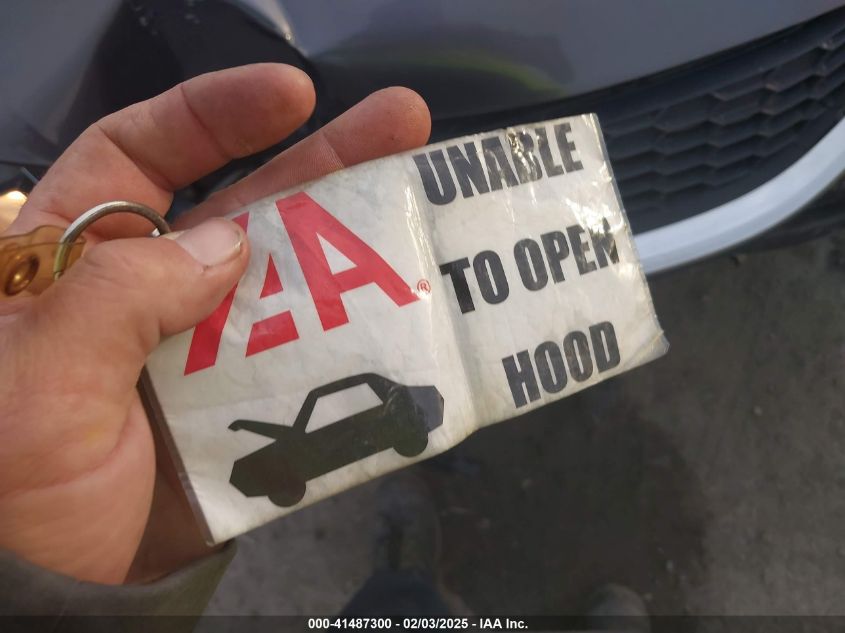 IAA®
UNABLE
TO OPEN
HOOD
000-41487300 - 02/03/2025 - IAA Inc.